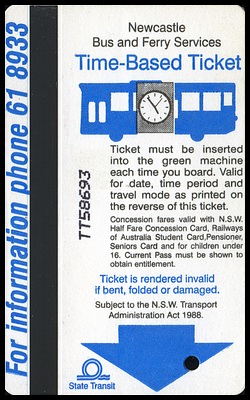 For information phone 61 8933
Newcastle
Bus and Ferry Services
Time-Based Ticket
TT58693
Ticket must be inserted
into the green machine
each time you board. Valid
for date, time period and
travel mode as printed on
the reverse of this ticket.
Concession fares valid with N.S.W.
Half Fare Concession Card, Railways
of Australia Student Card,Pensioner,
Seniors Card and for children under
16. Current Pass must be shown to
obtain entitlement.
Ticket is rendered invalid
if bent, folded or damaged.
Subject to the N.S.W. Transport
Administration Act 1988.
State Transit